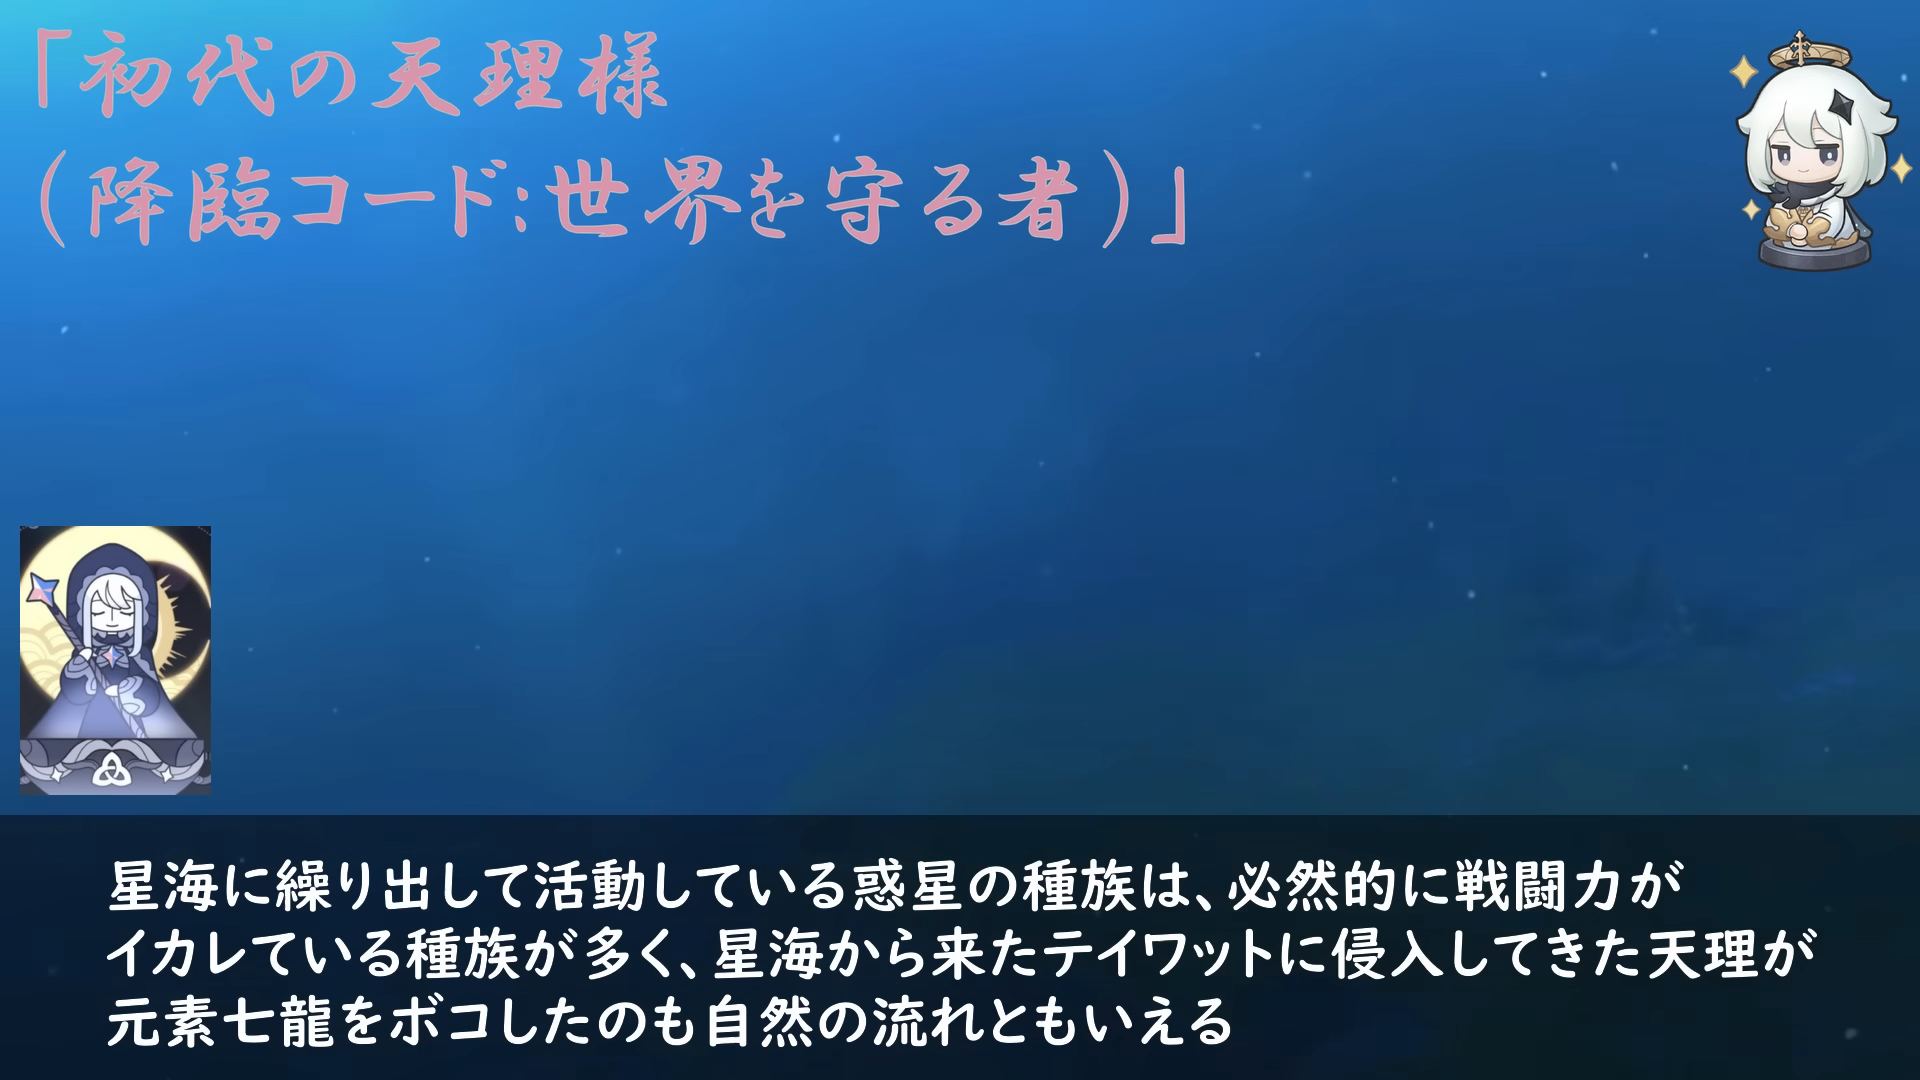 「初代の天理様
（降臨コード:世界を守る者）」
星海に繰り出して活動している惑星の種族は、必然的に戦闘力が
イカレている種族が多く、星海から来たテイワットに侵入してきた天理が
元素七龍をボコしたのも自然の流れともいえる